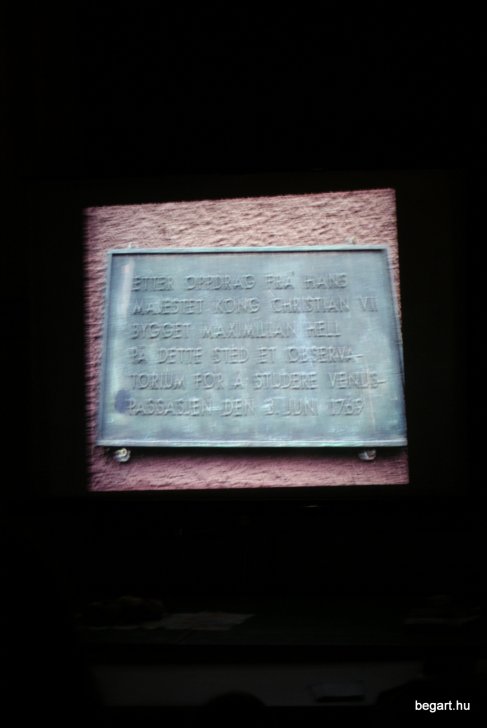 ETTER OPPDRAG FRA HANS
MAJESTET KONG CHRISTIAN VII
BYGGET MAXIMILIAN HELL
PÅ DETTE STED ET OBSERVA-
TORIUM FOR Å STUDERE VENUS-
PASSASJEN DEN 3. JUNI 1769
begart.hu